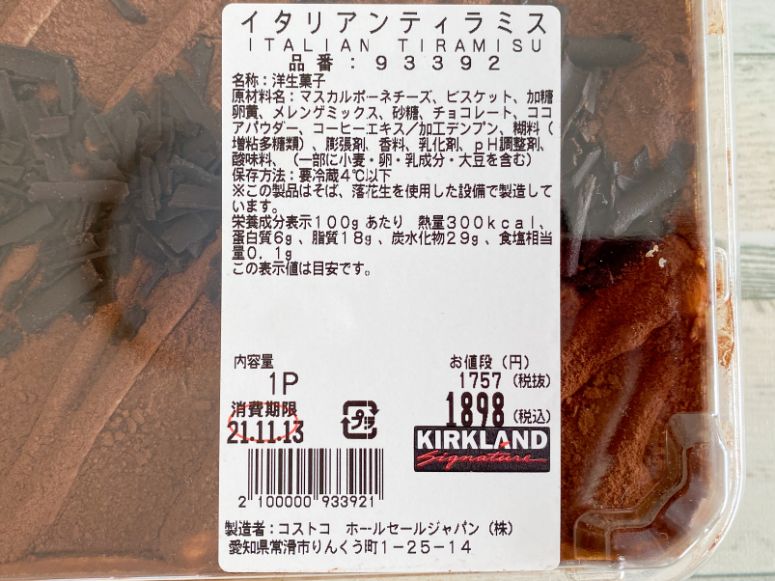 イタリアンティラミス
ITALIAN TIRAMISU
品番：93392
名称：洋生菓子
原材料名：マスカルポーネチーズ、ビスケット、加糖
卵黄、メレンゲミックス、砂糖、チョコレート、ココ
アパウダー、コーヒーエキス／加工デンプン、糊料（
増粘多糖類）、膨張剤、香料、乳化剤、pH調整剤、
酸味料、（一部に小麦・卵・乳成分・大豆を含む）
保存方法：要冷蔵4℃以下
※この製品はそば、落花生を使用した設備で製造して
います。
栄養成分表示100gあたり 熱量300kcal、
蛋白質6g、脂質18g、炭水化物29g、食塩相当
量0.1g
この表示値は目安です。
内容量
1P
消費期限
21.11.13
プラ
お値段（円）
1757（税抜）
1898（税込）
KIRKLAND
Signature
2 100000 933921
製造者：コストコ ホールセールジャパン（株）
愛知県常滑市りんくう町1-25-14